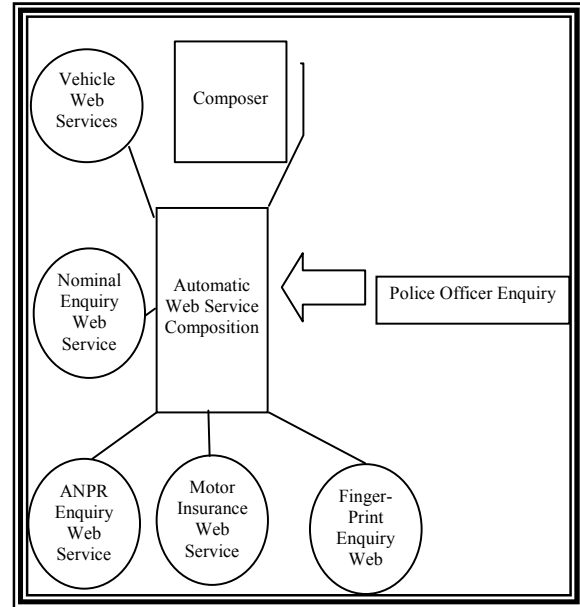 Vehicle
Web
Services
Composer
Nominal
Enquiry
Web
Service
Automatic
Web Service
Composition
Police Officer Enquiry
ANPR
Enquiry
Web
Service
Motor
Insurance
Web
Service
Finger-
Print
Enquiry
Web